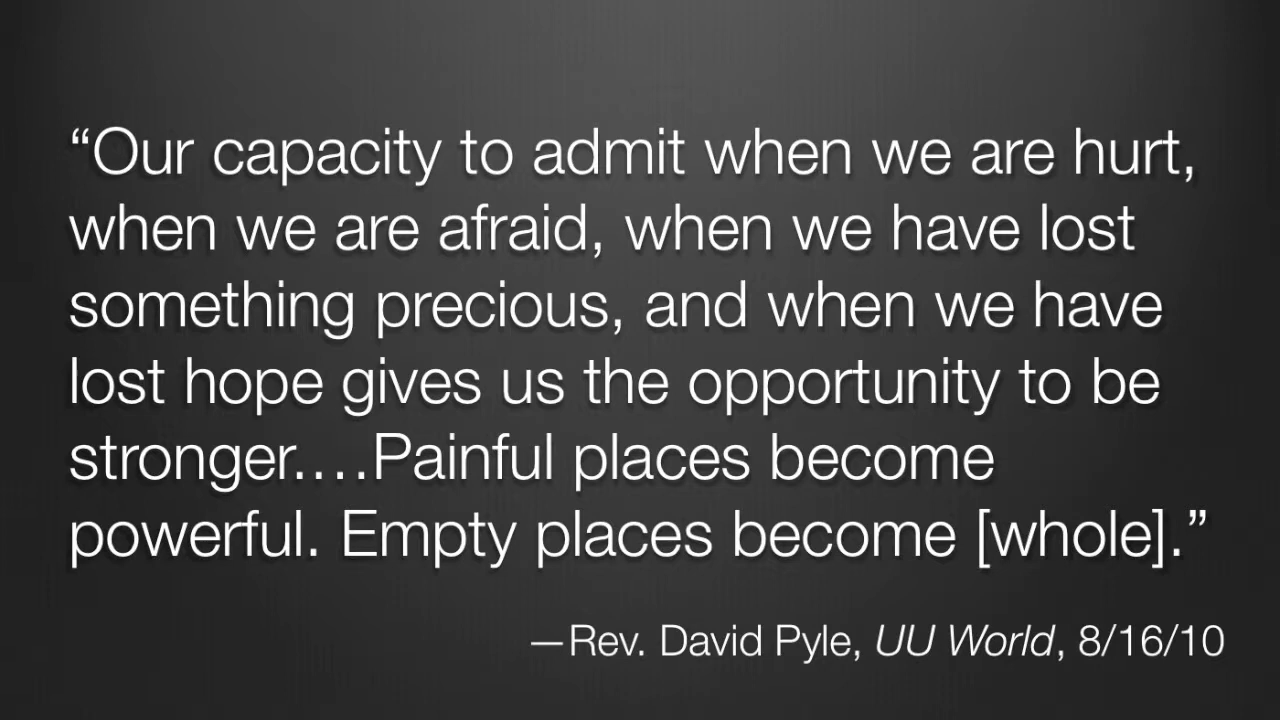 “Our capacity to admit when we are hurt,
when we are afraid, when we have lost
something precious, and when we have
lost hope gives us the opportunity to be
stronger.…Painful places become
powerful. Empty places become [whole].”
—Rev. David Pyle, UU World, 8/16/10